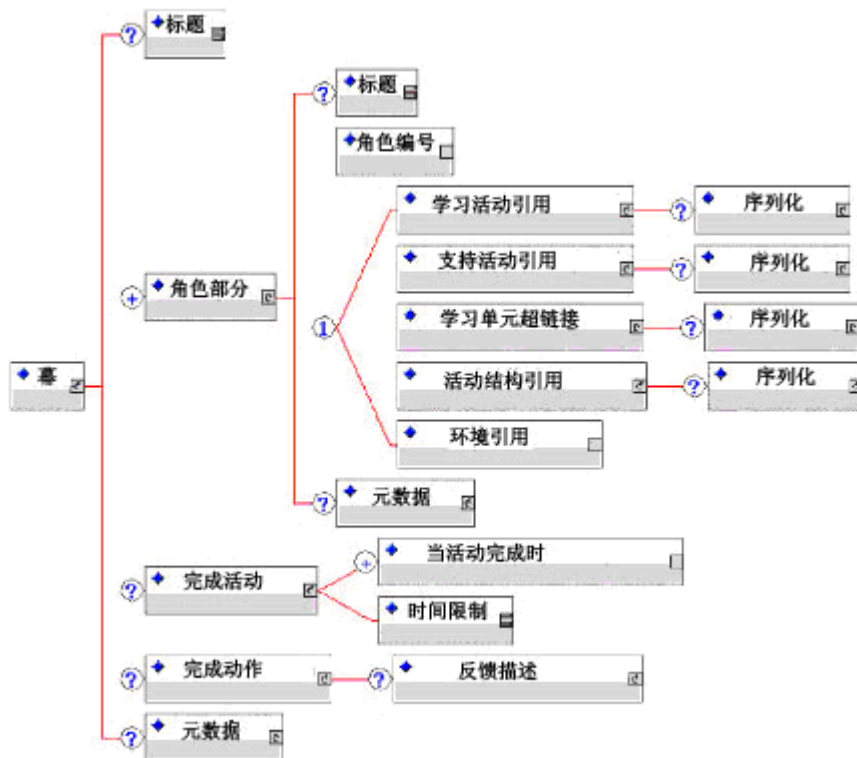 标题
标题
角色编号
学习活动引用
序列化
支持活动引用
序列化
角色部分
学习单元超链接
序列化
幕
活动结构引用
序列化
环境引用
元数据
当活动完成时
完成活动
时间限制
完成动作
反馈描述
元数据